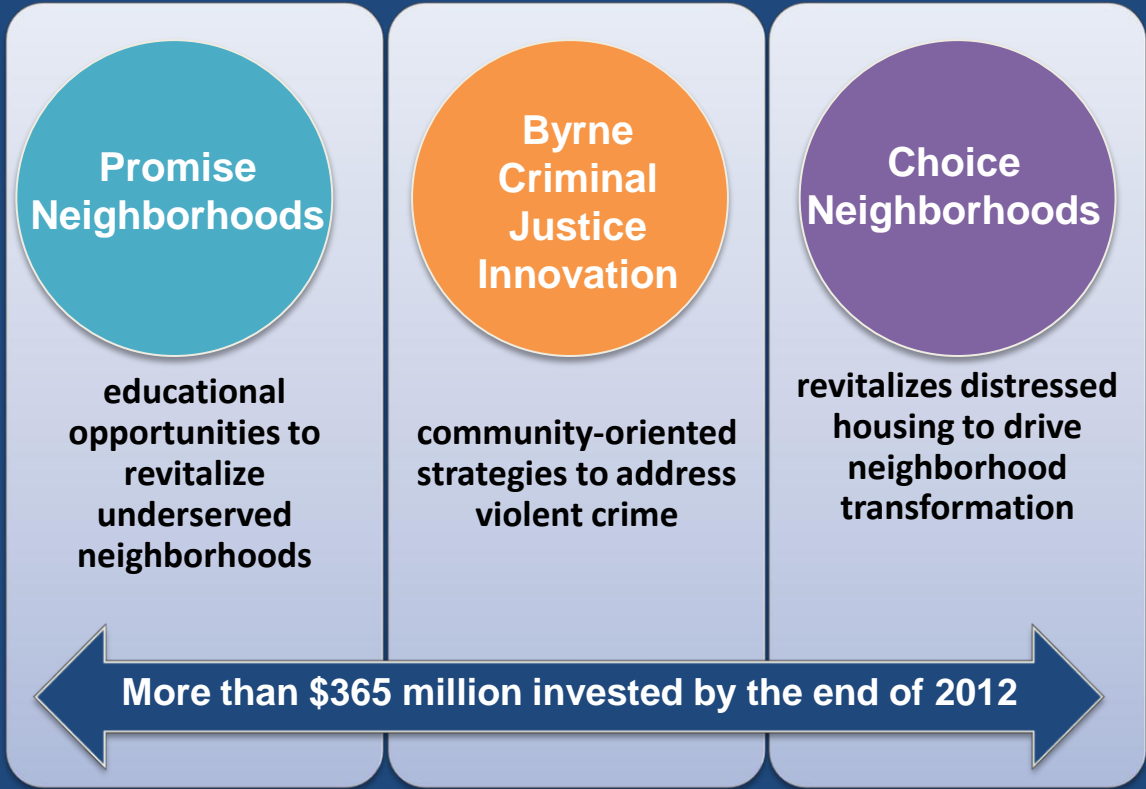 Promise
Neighborhoods
educational
opportunities to
revitalize
underserved
neighborhoods
Byrne
Criminal
Justice
Innovation
community-oriented
strategies to address
violent crime
Choice
Neighborhoods
revitalizes distressed
housing to drive
neighborhood
transformation
More than $365 million invested by the end of 2012